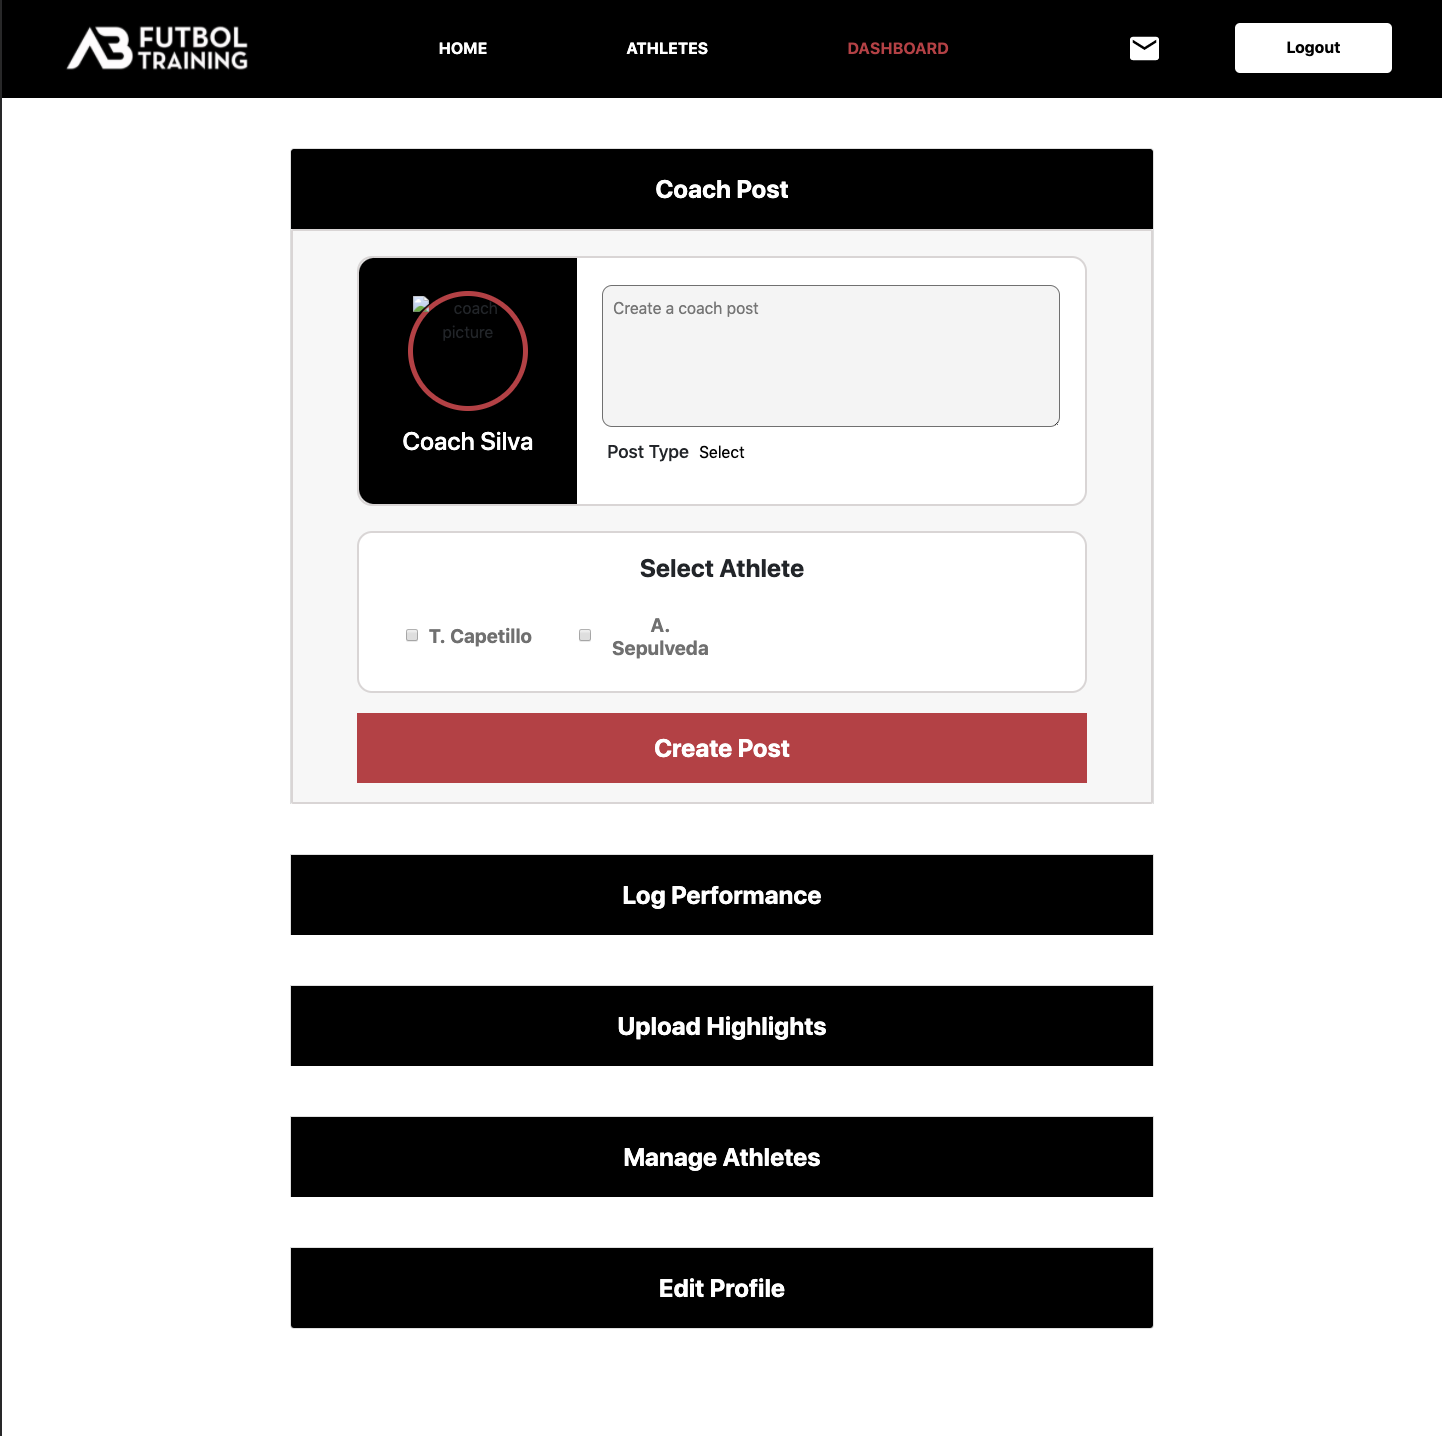 AB FUTBOL
TRAINING
HOME
ATHLETES
DASHBOARD
Logout
Coach Post
coach
picture
Coach Silva
Create a coach post
Post Type Select
Select Athlete
T. Capetillo
A.
Sepulveda
Create Post
Log Performance
Upload Highlights
Manage Athletes
Edit Profile